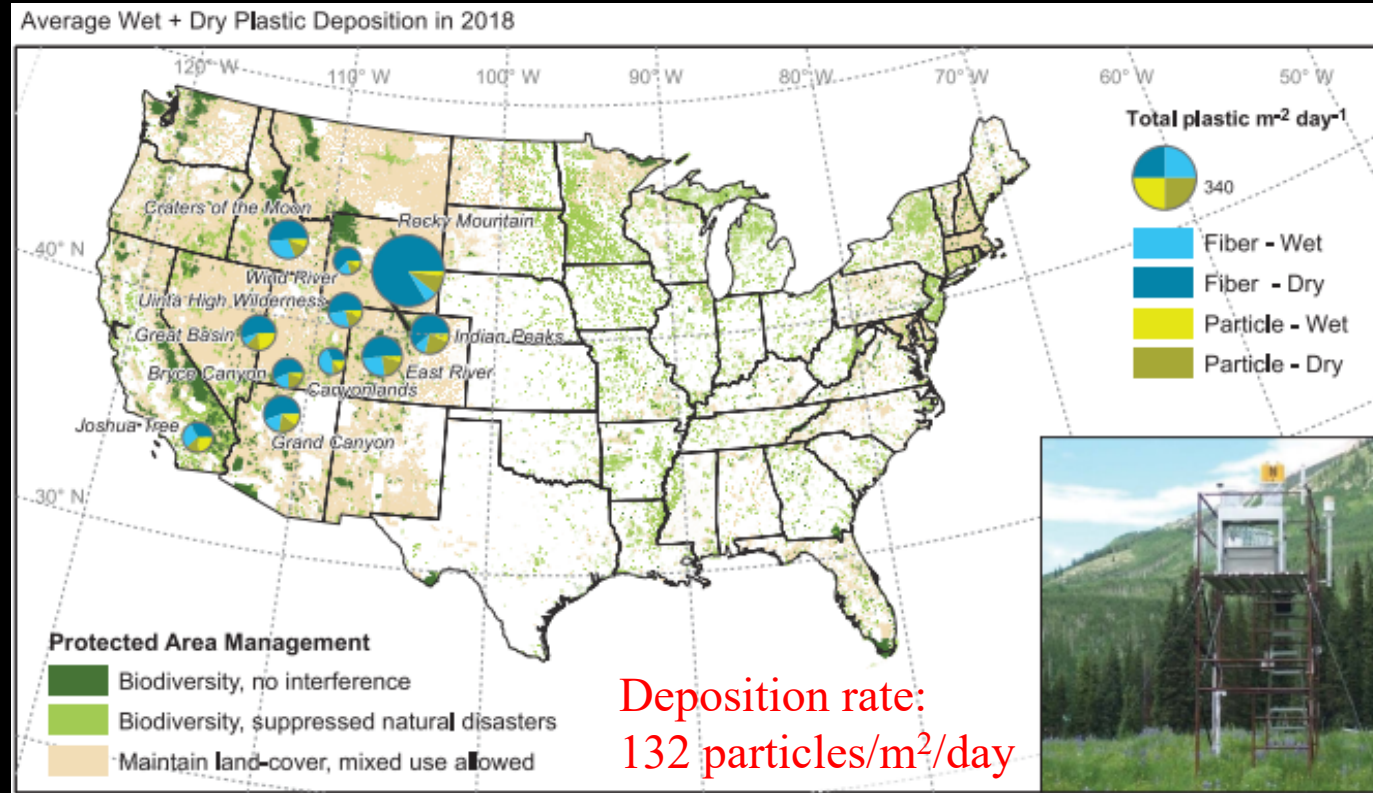 Average Wet + Dry Plastic Deposition in 2018
120° W
110° W
100° W
90° W
80° W
70° W
60° W
50° W
40° N
30° N
Craters of the Moon
Rocky Mountain
Wind River
Uinta High Wilderness
Great Basin
Indian Peaks
Bryce Canyon
East River
Canyonlands
Joshua Tree
Grand Canyon
Total plastic m⁻² day⁻¹
340
Fiber - Wet
Fiber - Dry
Particle - Wet
Particle - Dry
Protected Area Management
Biodiversity, no interference
Biodiversity, suppressed natural disasters
Maintain land-cover, mixed use allowed
Deposition rate:
132 particles/m²/day